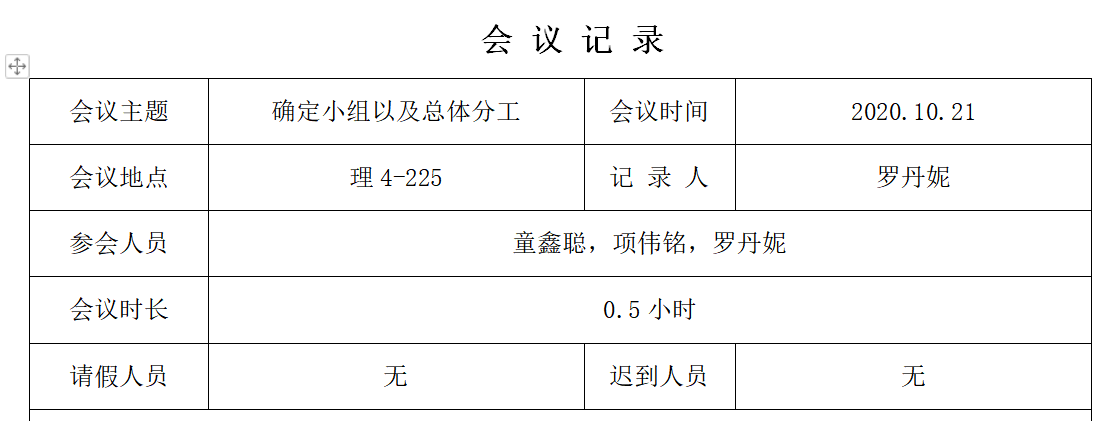 会 议 记 录
会议主题 确定小组以及总体分工 会议时间 2020.10.21
会议地点 理 4-225 记 录 人 罗丹妮
参会人员 童鑫聪，项伟铭，罗丹妮
会议时长 0.5 小时
请假人员 无 迟到人员 无